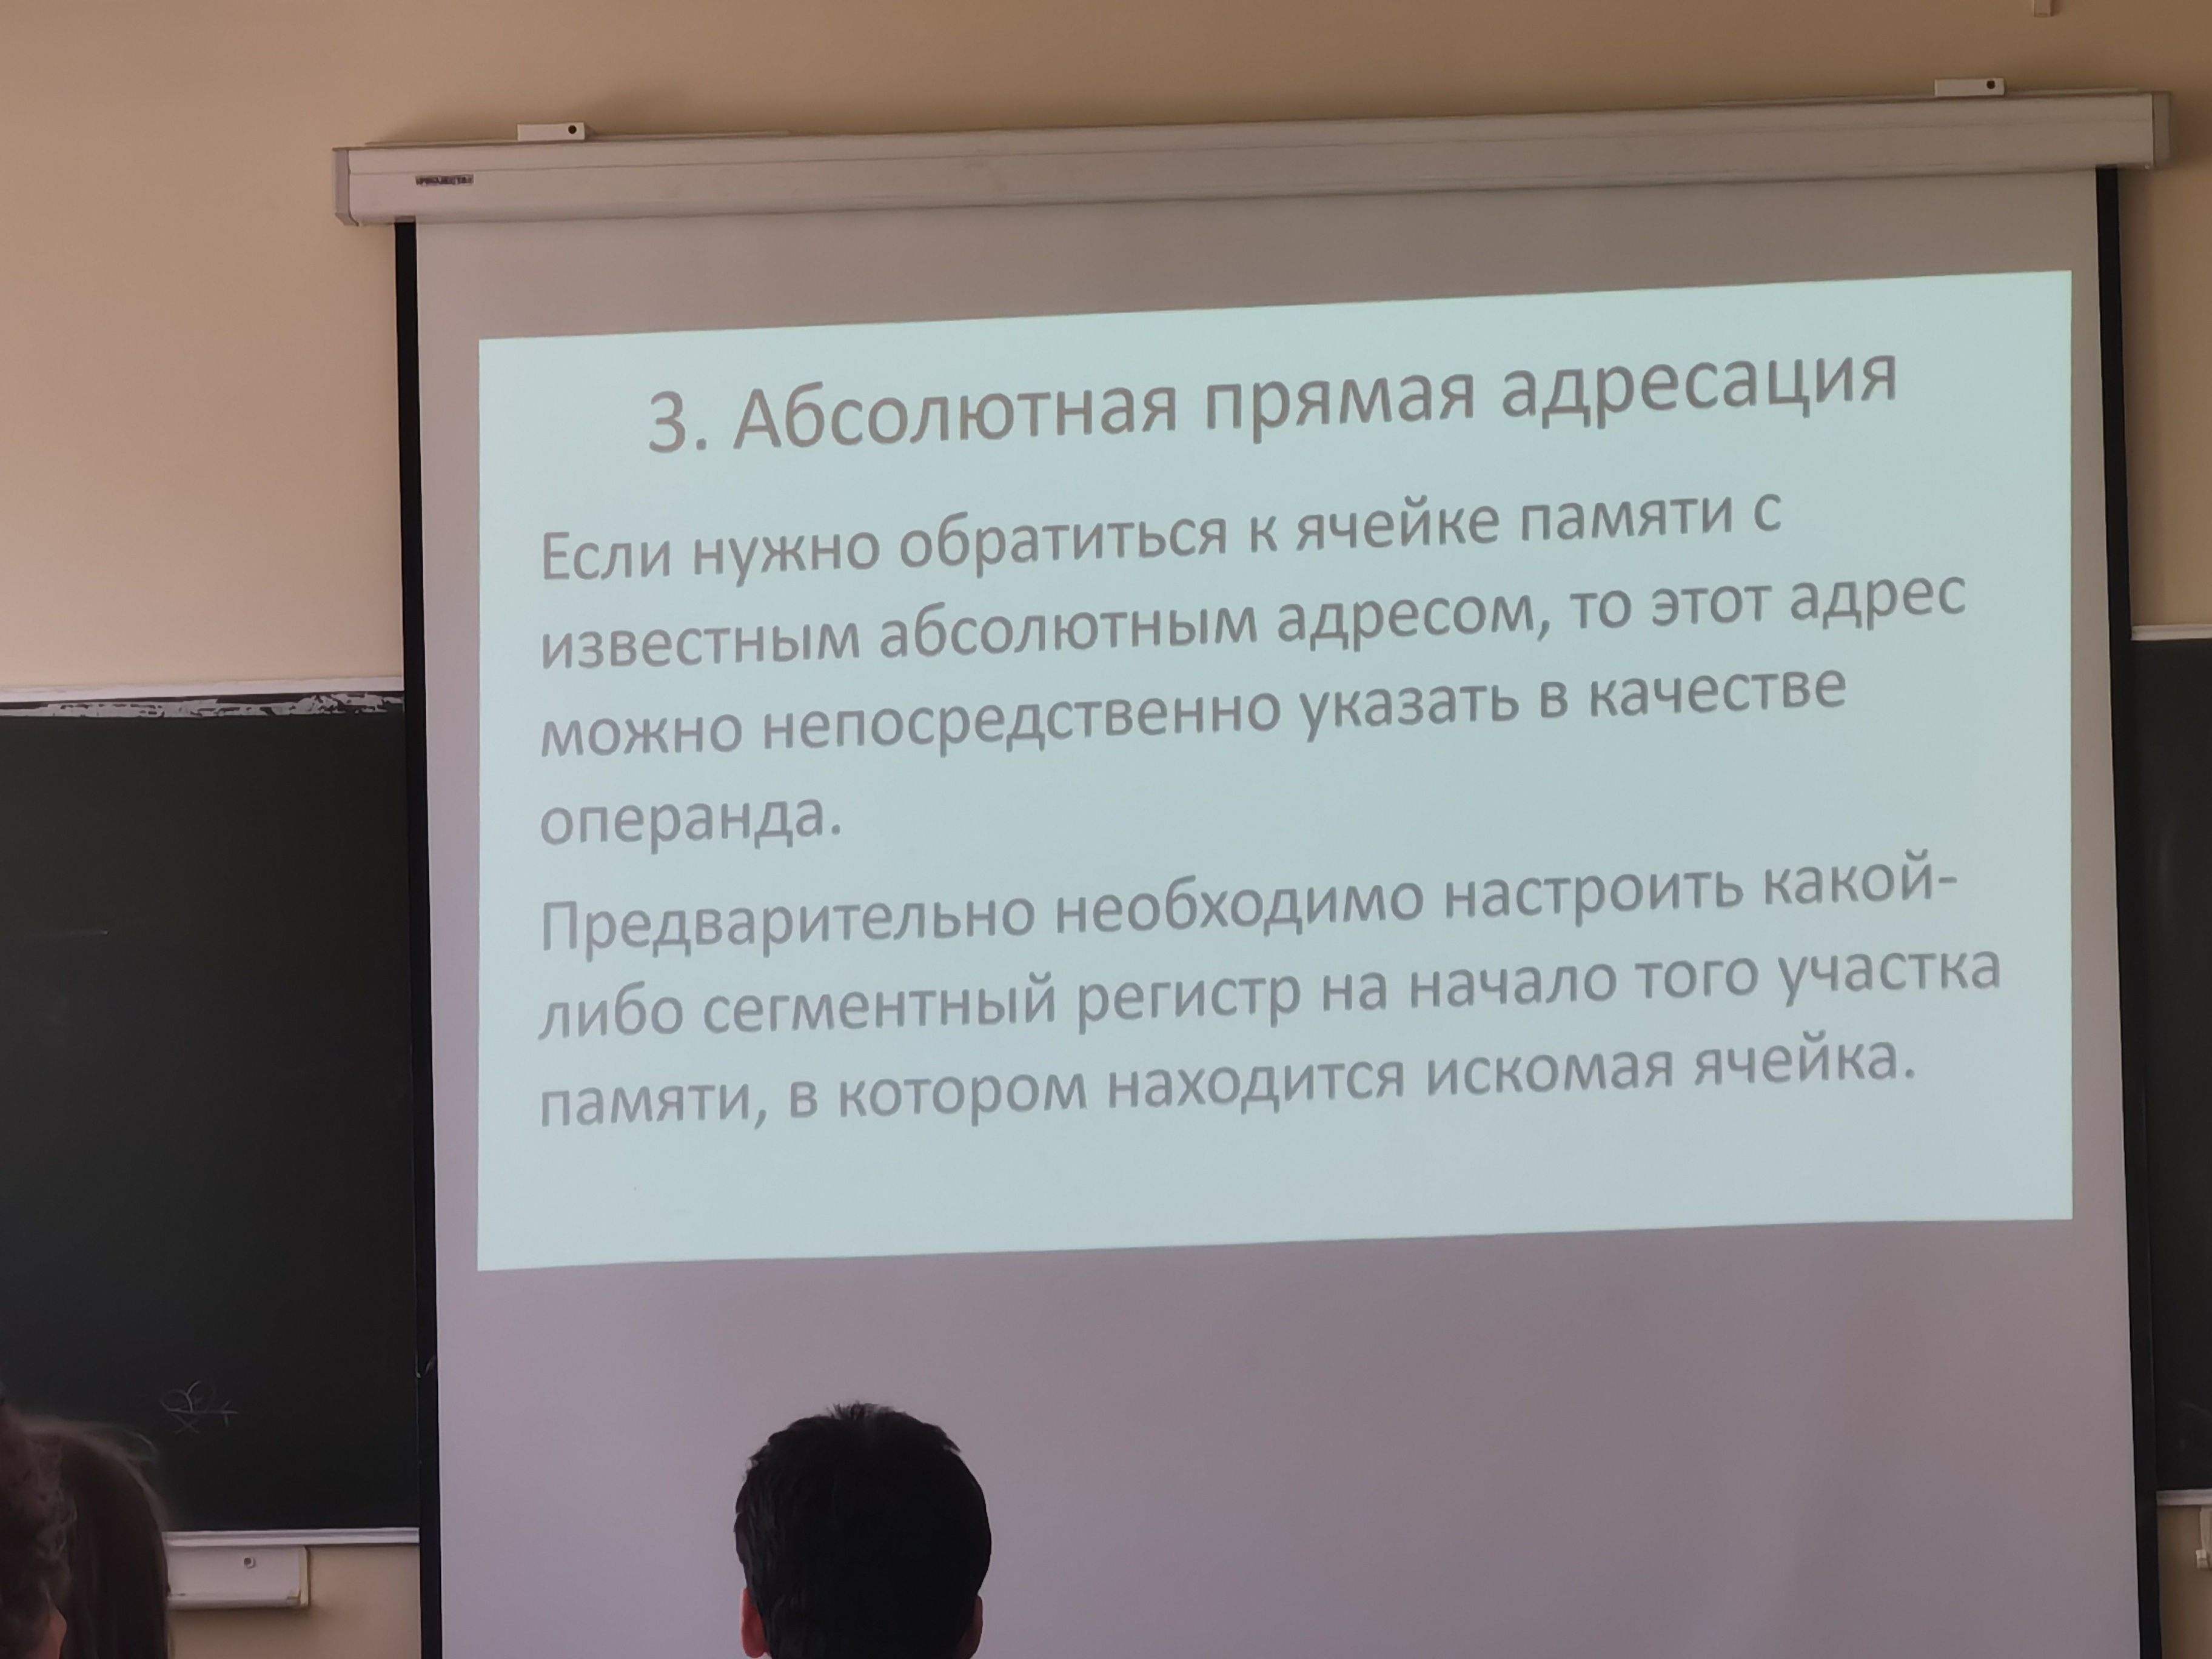 3. Абсолютная прямая адресация
Если нужно обратиться к ячейке памяти с
известным абсолютным адресом, то этот адрес
можно непосредственно указать в качестве
операнда.
Предварительно необходимо настроить какой-
либо сегментный регистр на начало того участка
памяти, в котором находится искомая ячейка.